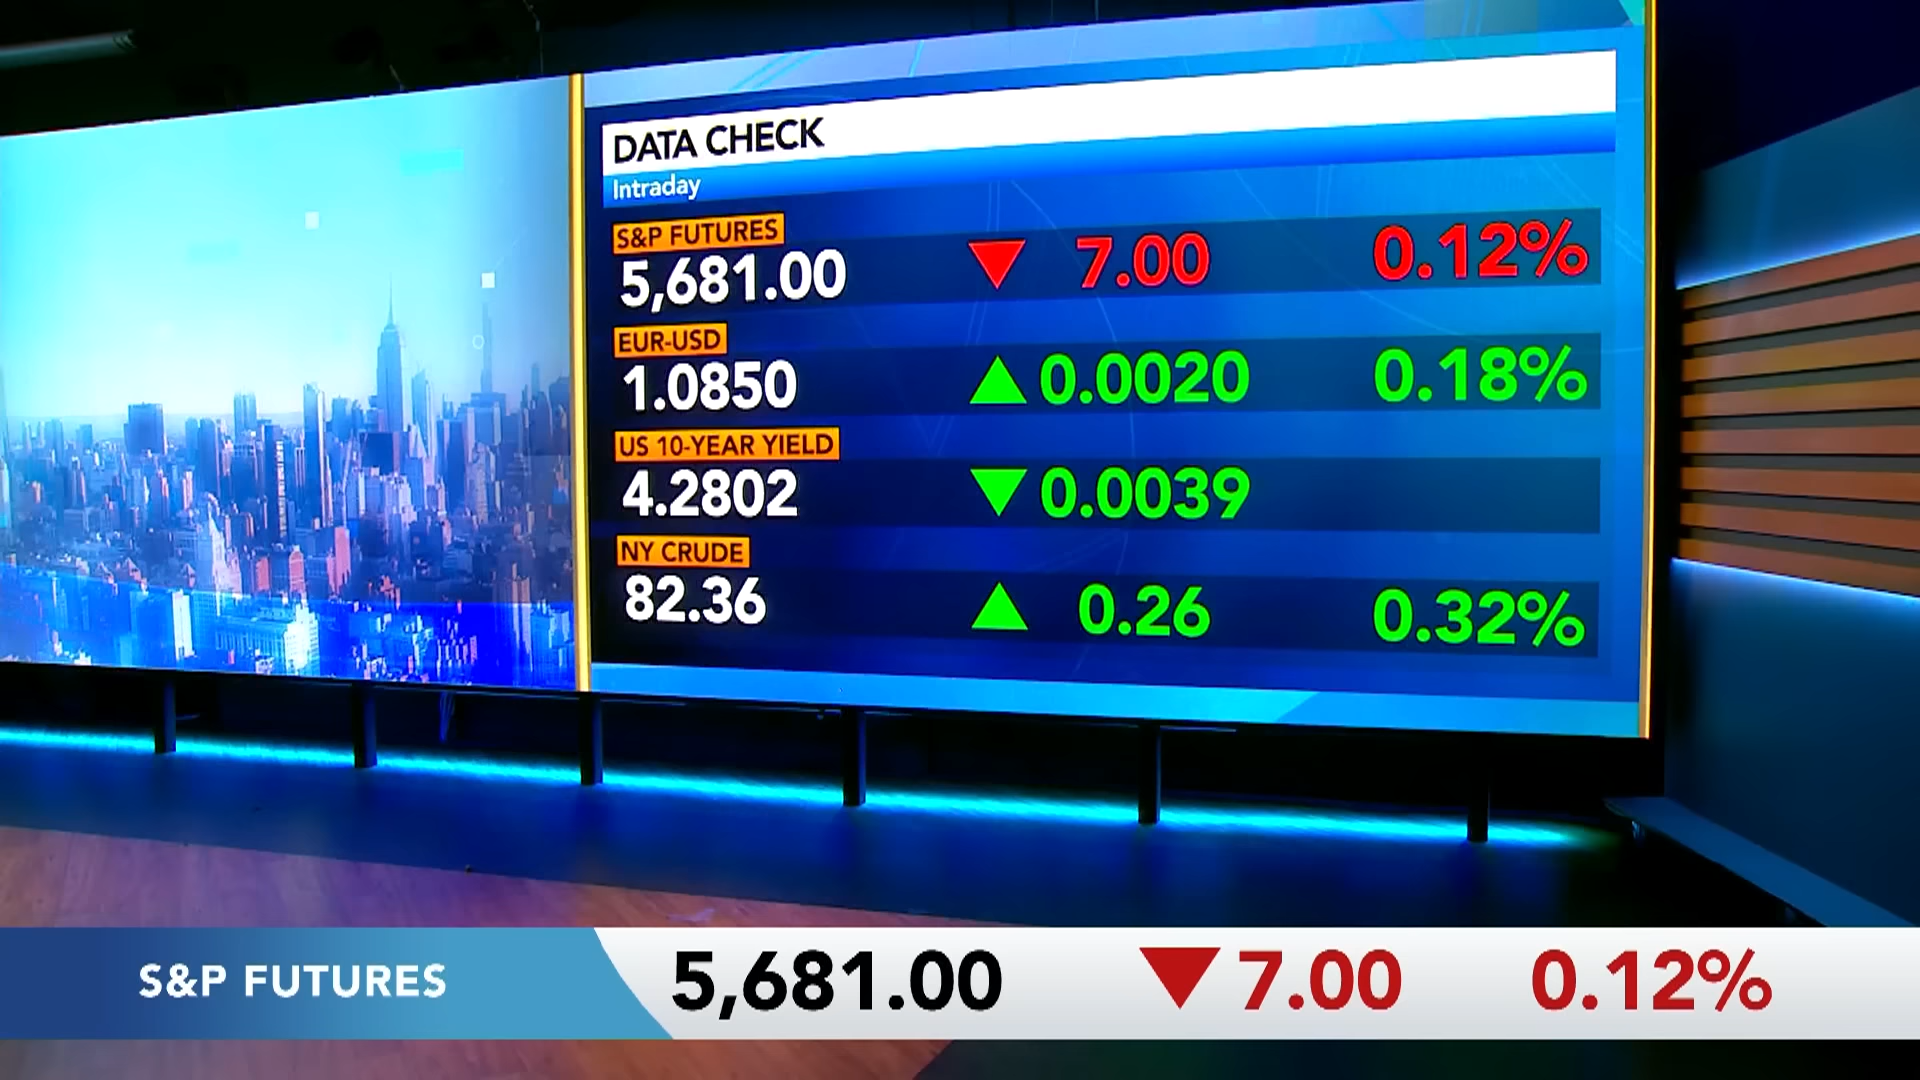 DATA CHECK
Intraday
S&P FUTURES
5,681.00 ▼ 7.00 0.12%
EUR-USD
1.0850 ▲ 0.0020 0.18%
US 10-YEAR YIELD
4.2802 ▼ 0.0039
NY CRUDE
82.36 ▲ 0.26 0.32%
S&P FUTURES 5,681.00 ▼ 7.00 0.12%